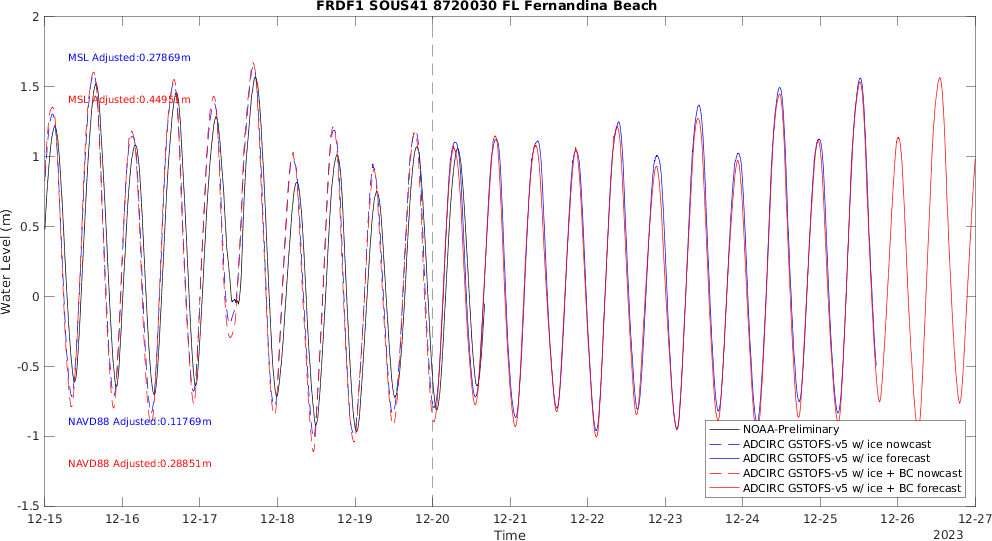 FRDF1 SOUS41 8720030 FL Fernandina Beach
2
MSL Adjusted:0.27869m
1.5
MSL Adjusted:0.44951m
1
0.5
Water Level (m)
0
-0.5
NAVD88 Adjusted:0.11769m
-1
NAVD88 Adjusted:0.28851m
-1.5
NOAA-Preliminary
ADCIRC GSTOFS-v5 w/ ice nowcast
ADCIRC GSTOFS-v5 w/ ice forecast
ADCIRC GSTOFS-v5 w/ ice + BC nowcast
ADCIRC GSTOFS-v5 w/ ice + BC forecast
12-15 12-16 12-17 12-18 12-19 12-20 12-21 12-22 12-23 12-24 12-25 12-26 12-27
Time
2023